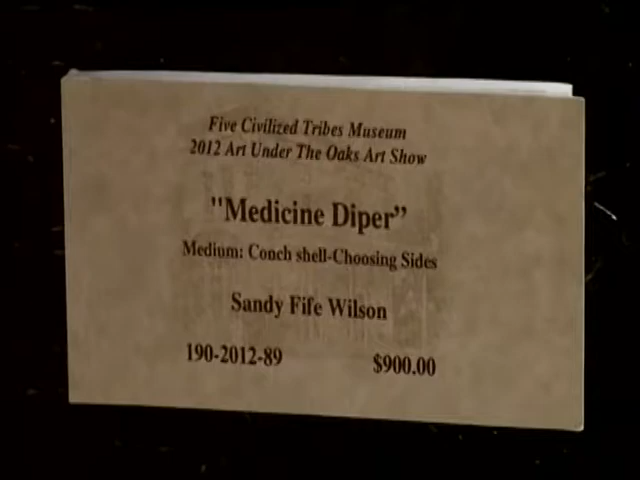 Five Civilized Tribes Museum
2012 Art Under The Oaks Art Show
"Medicine Diper”
Medium: Conch shell-Choosing Sides
Sandy Fife Wilson
190-2012-89 $900.00